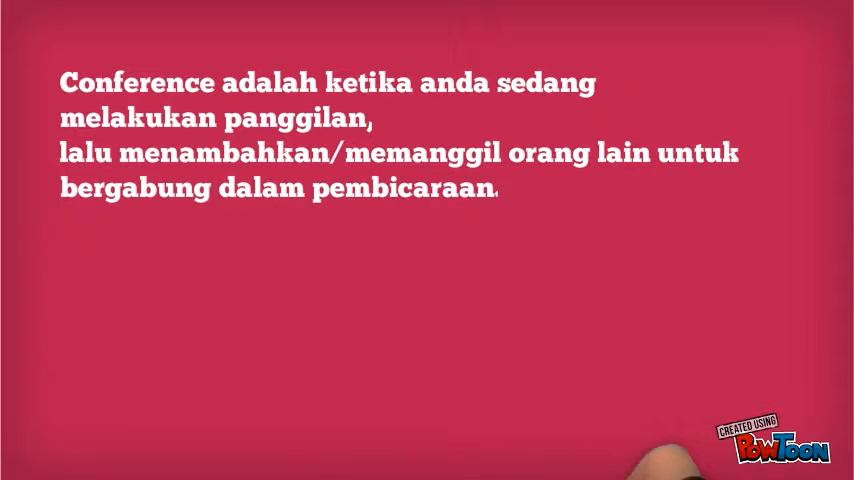 Conference adalah ketika anda sedang
melakukan panggilan,
lalu menambahkan/memanggil orang lain untuk
bergabung dalam pembicaraan.
CREATED USING
POWTOON